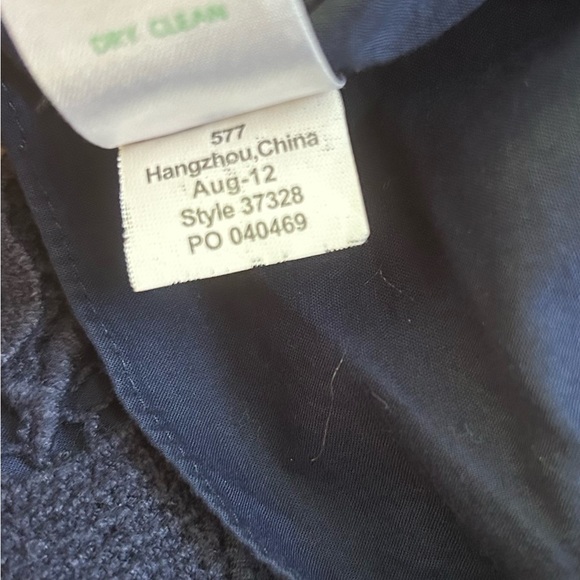 DRY CLEAN
577
Hangzhou,China
Aug-12
Style 37328
PO 040469